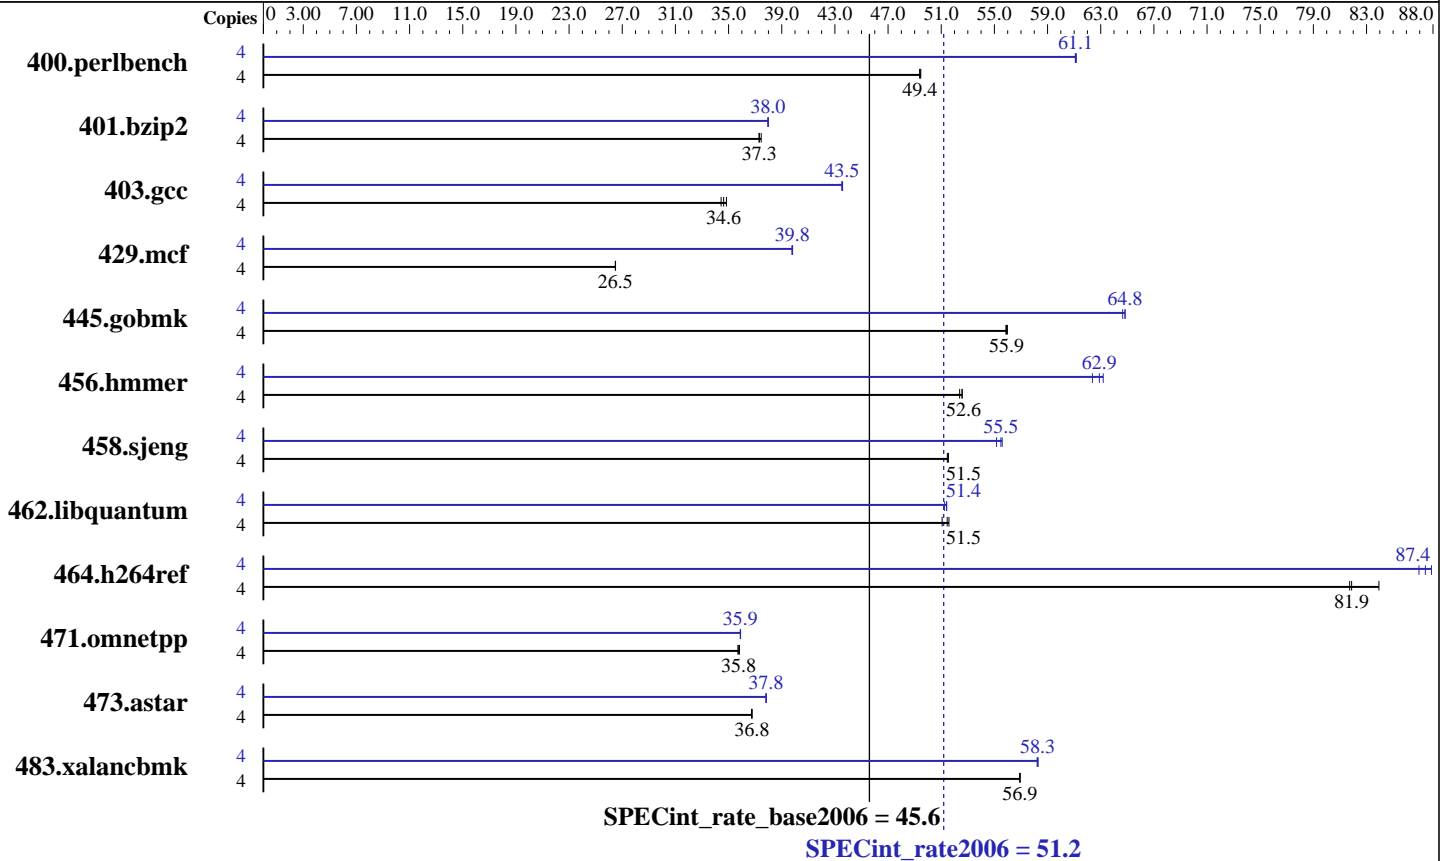 Copies 0 3.00 7.00 11.0 15.0 19.0 23.0 27.0 31.0 35.0 39.0 43.0 47.0 51.0 55.0 59.0 63.0 67.0 71.0 75.0 79.0 83.0 88.0
400.perlbench 4 61.1
4 49.4
401.bzip2 4 38.0
4 37.3
403.gcc 4 43.5
4 34.6
429.mcf 4 39.8
4 26.5
445.gobmk 4 64.8
4 55.9
456.hmmer 4 62.9
4 52.6
458.sjeng 4 55.5
4 51.5
462.libquantum 4 51.4
4 51.5
464.h264ref 4 87.4
4 81.9
471.omnetpp 4 35.9
4 35.8
473.astar 4 37.8
4 36.8
483.xalancbmk 4 58.3
4 56.9
SPECint_rate_base2006 = 45.6
SPECint_rate2006 = 51.2